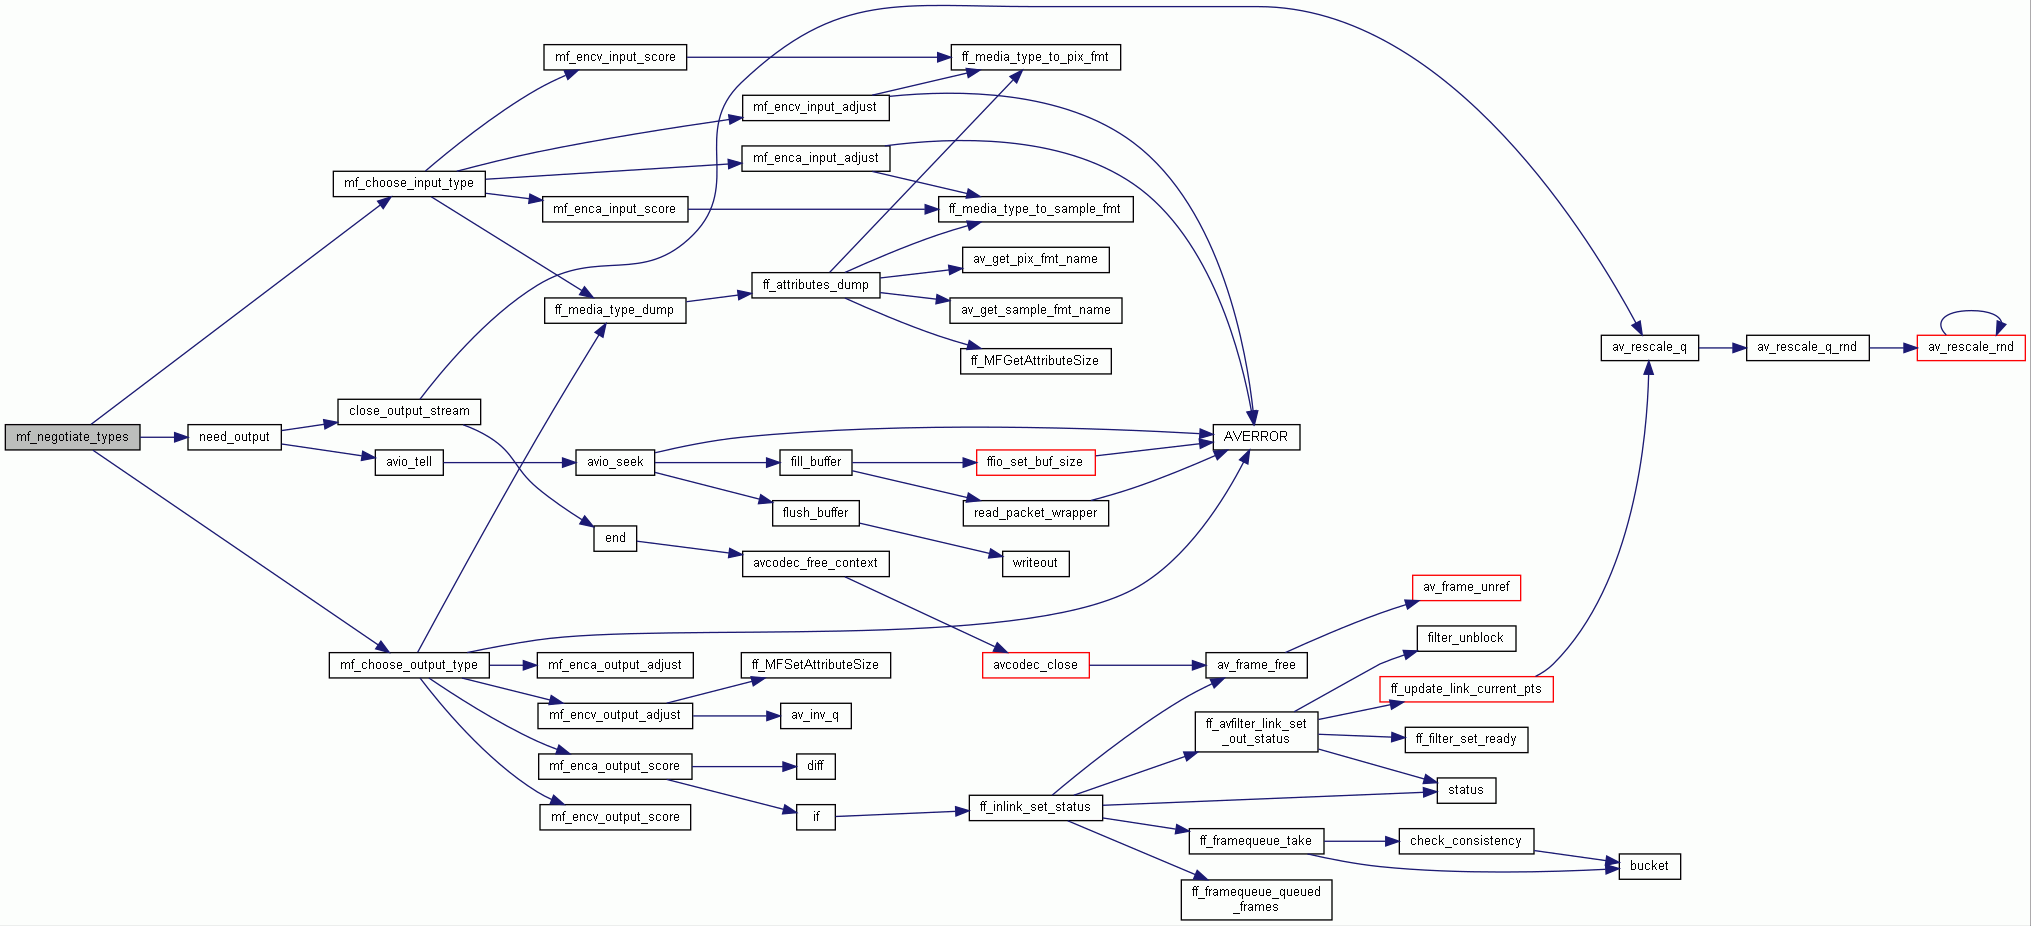 mf_encv_input_score
ff_media_type_to_pix_fmt
mf_encv_input_adjust
mf_enca_input_adjust
mf_choose_input_type
mf_enca_input_score
ff_media_type_to_sample_fmt
av_get_pix_fmt_name
ff_attributes_dump
ff_media_type_dump
av_get_sample_fmt_name
ff_MFGetAttributeSize
av_rescale_q
av_rescale_q_rnd
av_rescale_rnd
close_output_stream
mf_negotiate_types
need_output
AVERROR
avio_tell
avio_seek
fill_buffer
ffio_set_buf_size
flush_buffer
read_packet_wrapper
end
avcodec_free_context
writeout
av_frame_unref
filter_unblock
mf_choose_output_type
mf_enca_output_adjust
ff_MFSetAttributeSize
avcodec_close
av_frame_free
ff_update_link_current_pts
mf_encv_output_adjust
av_inv_q
ff_avfilter_link_set
_out_status
ff_filter_set_ready
mf_enca_output_score
diff
status
mf_encv_output_score
if
ff_inlink_set_status
ff_framequeue_take
check_consistency
bucket
ff_framequeue_queued
_frames